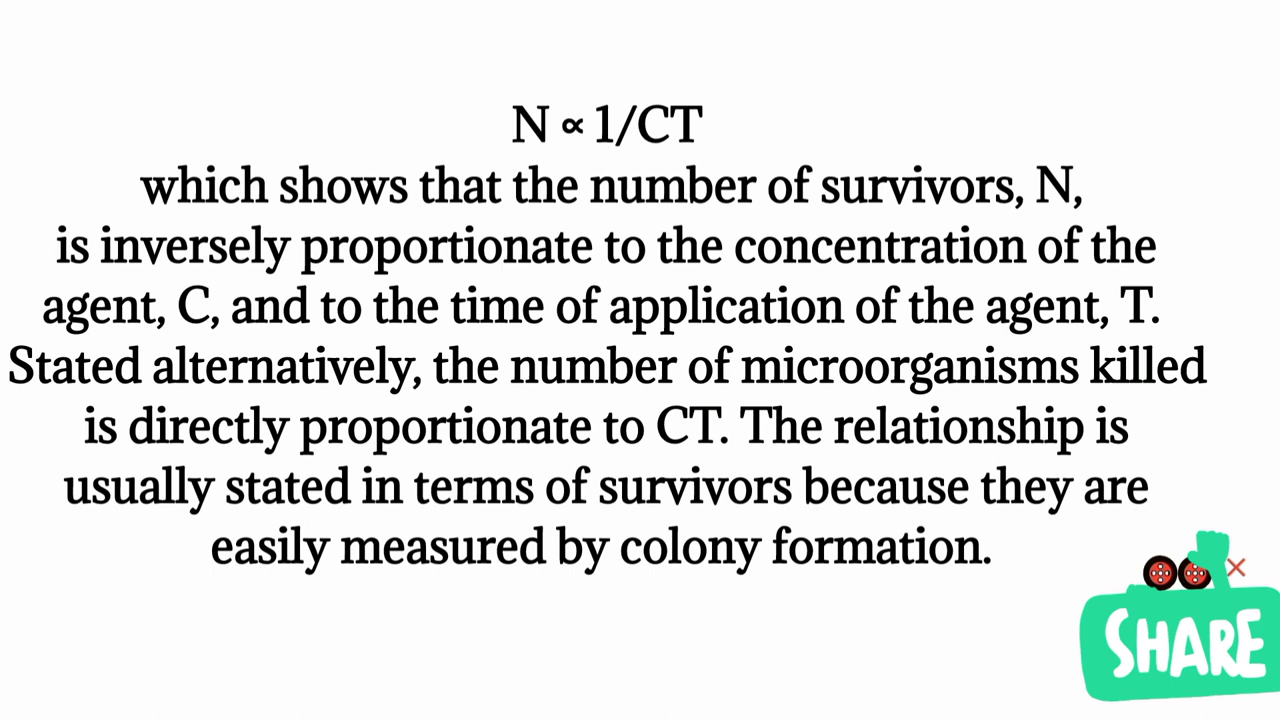 N ∝ 1/CT
which shows that the number of survivors, N,
is inversely proportionate to the concentration of the
agent, C, and to the time of application of the agent, T.
Stated alternatively, the number of microorganisms killed
is directly proportionate to CT. The relationship is
usually stated in terms of survivors because they are
easily measured by colony formation.
SHARE